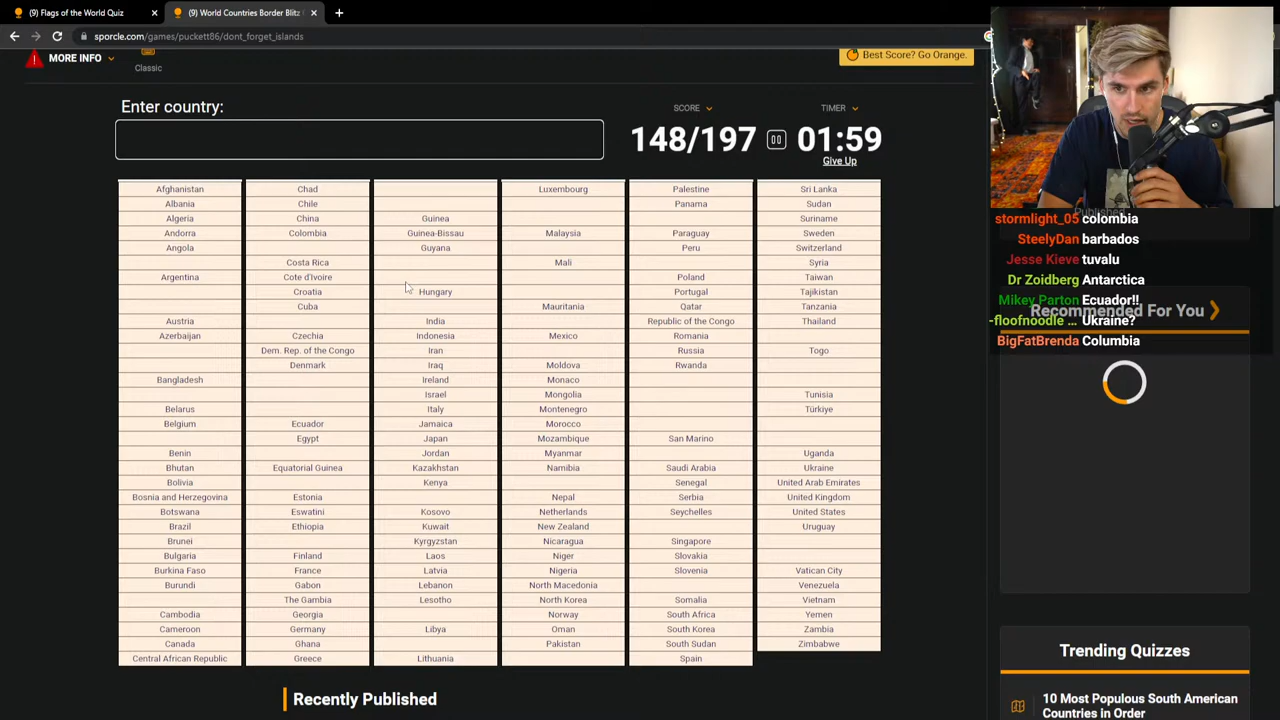 (9) Flags of the World Quiz
(9) World Countries Border Blitz
sporcle.com/games/puckett86/dont_forget_islands
MORE INFO
Classic
Best Score? Go Orange.
Enter country:
SCORE
TIMER
148/197
01:59
Give Up
Afghanistan Chad Luxembourg Palestine Sri Lanka
Albania Chile Panama Sudan
Algeria China Guinea Suriname
Andorra Colombia Guinea-Bissau Malaysia Paraguay Sweden
Angola Guyana Peru Switzerland
Costa Rica Mali Syria
Argentina Cote d'Ivoire Poland Taiwan
Croatia Hungary Portugal Tajikistan
Cuba Mauritania Qatar Tanzania
Austria India Republic of the Congo Thailand
Azerbaijan Czechia Indonesia Mexico Romania
Dem. Rep. of the Congo Iran Russia Togo
Denmark Iraq Moldova Rwanda
Bangladesh Ireland Monaco
Israel Mongolia Tunisia
Belarus Italy Montenegro Türkiye
Belgium Ecuador Jamaica Morocco
Egypt Japan Mozambique San Marino
Benin Jordan Myanmar Uganda
Bhutan Equatorial Guinea Kazakhstan Namibia Saudi Arabia Ukraine
Bolivia Kenya Senegal United Arab Emirates
Bosnia and Herzegovina Estonia Nepal Serbia United Kingdom
Botswana Eswatini Kosovo Netherlands Seychelles United States
Brazil Ethiopia Kuwait New Zealand Uruguay
Brunei Kyrgyzstan Nicaragua Singapore
Bulgaria Finland Laos Niger Slovakia
Burkina Faso France Latvia Nigeria Slovenia Vatican City
Burundi Gabon Lebanon North Macedonia Venezuela
The Gambia Lesotho North Korea Somalia Vietnam
Cambodia Georgia Norway South Africa Yemen
Cameroon Germany Libya Oman South Korea Zambia
Canada Ghana Pakistan South Sudan Zimbabwe
Central African Republic Greece Lithuania Spain
Recently Published
Published
stormlight_05 colombia
SteelyDan barbados
Jesse Kieve tuvalu
Dr Zoidberg Antarctica
Mikey Parton Ecuador!!
-floofnoodle ... Ukraine?
BigFatBrenda Columbia
Recommended For You
Trending Quizzes
10 Most Populous South American
Countries in Order